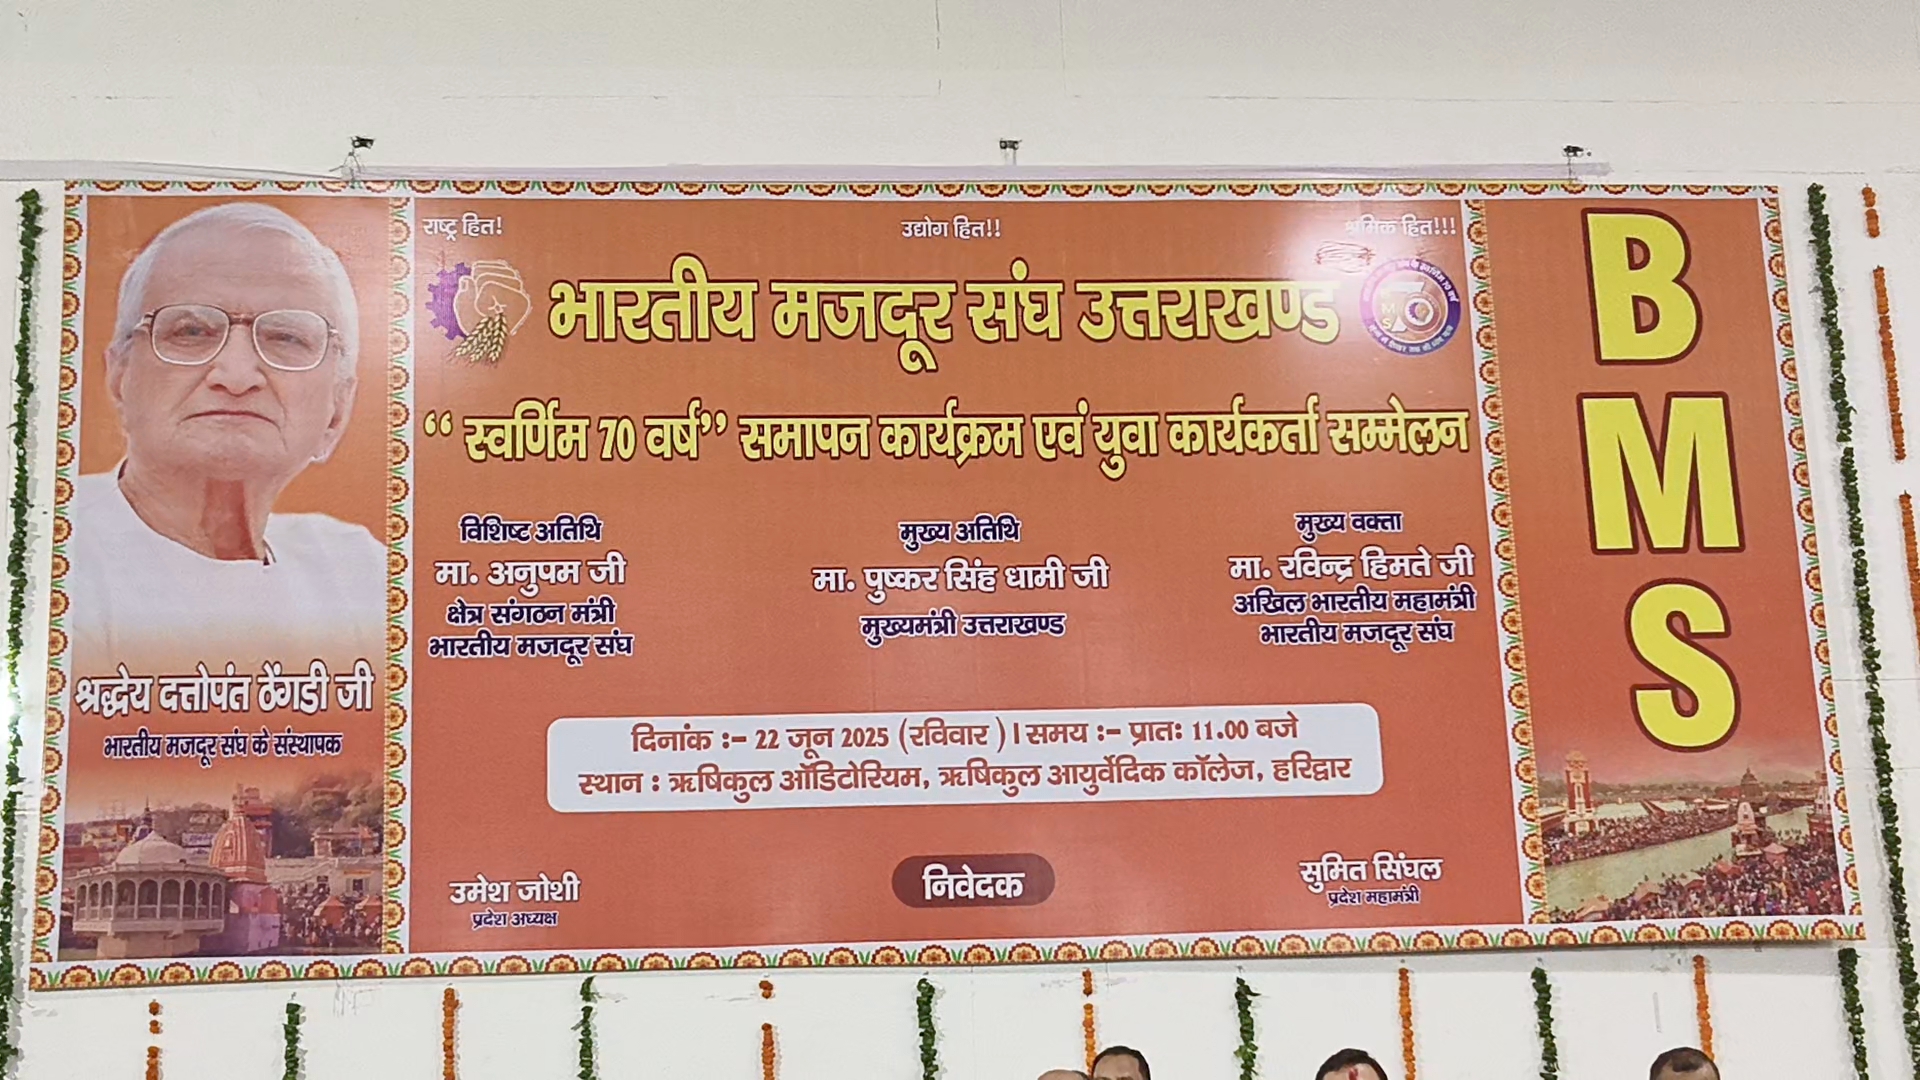 राष्ट्र हित!
उद्योग हित!!
श्रमिक हित!!!
भारतीय मजदूर संघ उत्तराखण्ड
70
“ स्वर्णिम 70 वर्ष” समापन कार्यक्रम एवं युवा कार्यकर्ता सम्मेलन
विशिष्ट अतिथि
मा. अनुपम जी
क्षेत्र संगठन मंत्री
भारतीय मजदूर संघ
मुख्य अतिथि
मा. पुष्कर सिंह धामी जी
मुख्यमंत्री उत्तराखण्ड
मुख्य वक्ता
मा. रविन्द्र हिमते जी
अखिल भारतीय महामंत्री
भारतीय मजदूर संघ
श्रद्धेय दत्तोपंत ठेंगडी जी
भारतीय मजदूर संघ के संस्थापक
दिनांक :– 22 जून 2025 (रविवार ) । समय :– प्रातः 11.00 बजे
स्थान : ऋषिकुल ऑडिटोरियम, ऋषिकुल आयुर्वेदिक कॉलेज, हरिद्वार
निवेदक
उमेश जोशी
प्रदेश अध्यक्ष
सुमित सिंघल
प्रदेश महामंत्री
B
M
S